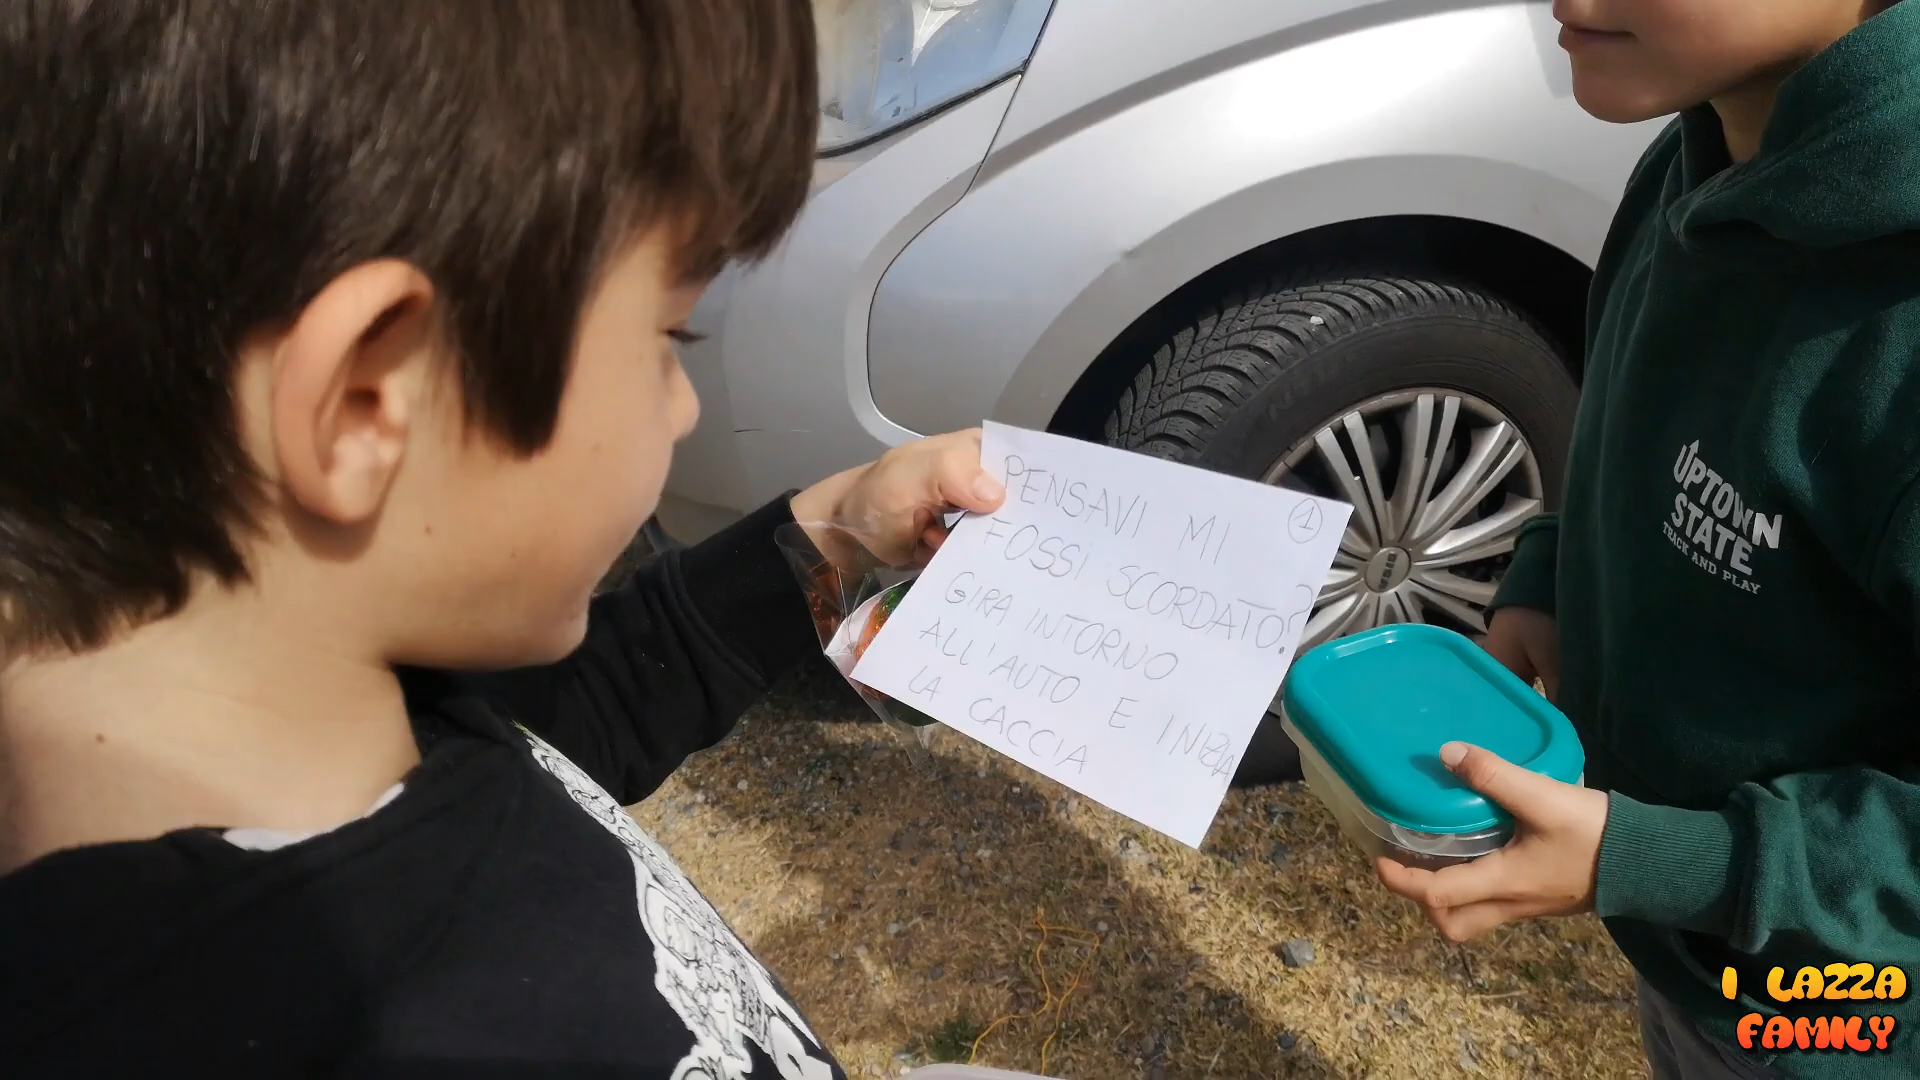 PENSAVI MI
①
FOSSI SCORDATO?
GIRA INTORNO
ALL'AUTO E INIZIA
LA CACCIA
UPTOWN
STATE
TRACK AND PLAY
I LAZZA
FAMILY